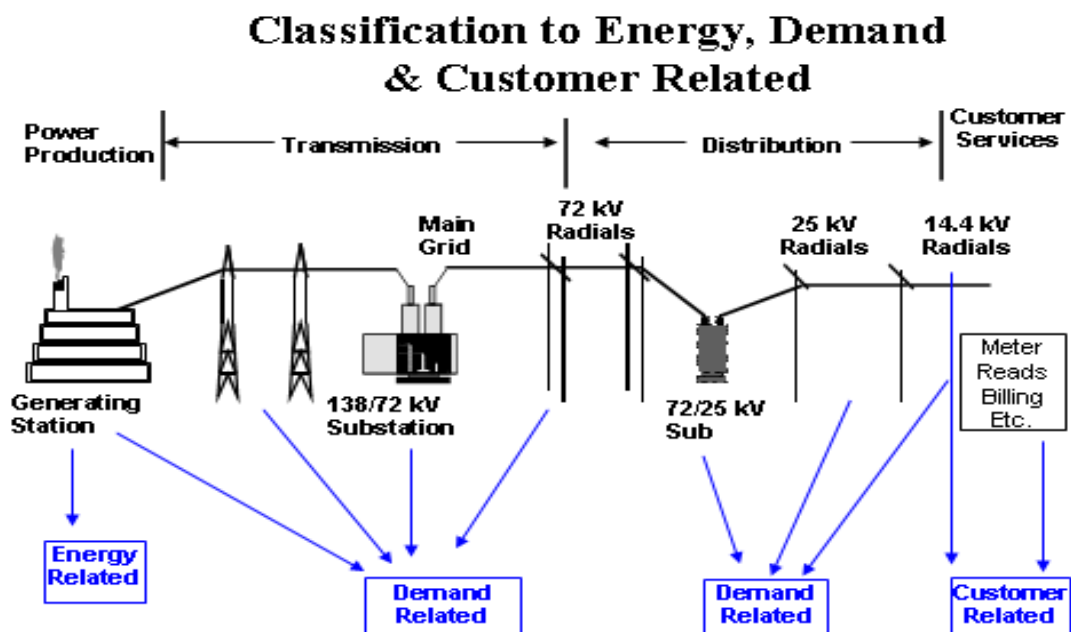 Classification to Energy, Demand
& Customer Related
Power
Production
Transmission
Distribution
Customer
Services
Main
Grid
72 kV
Radials
25 kV
Radials
14.4 kV
Radials
Generating
Station
138/72 kV
Substation
72/25 kV
Sub
Meter
Reads
Billing
Etc.
Energy
Related
Demand
Related
Demand
Related
Customer
Related